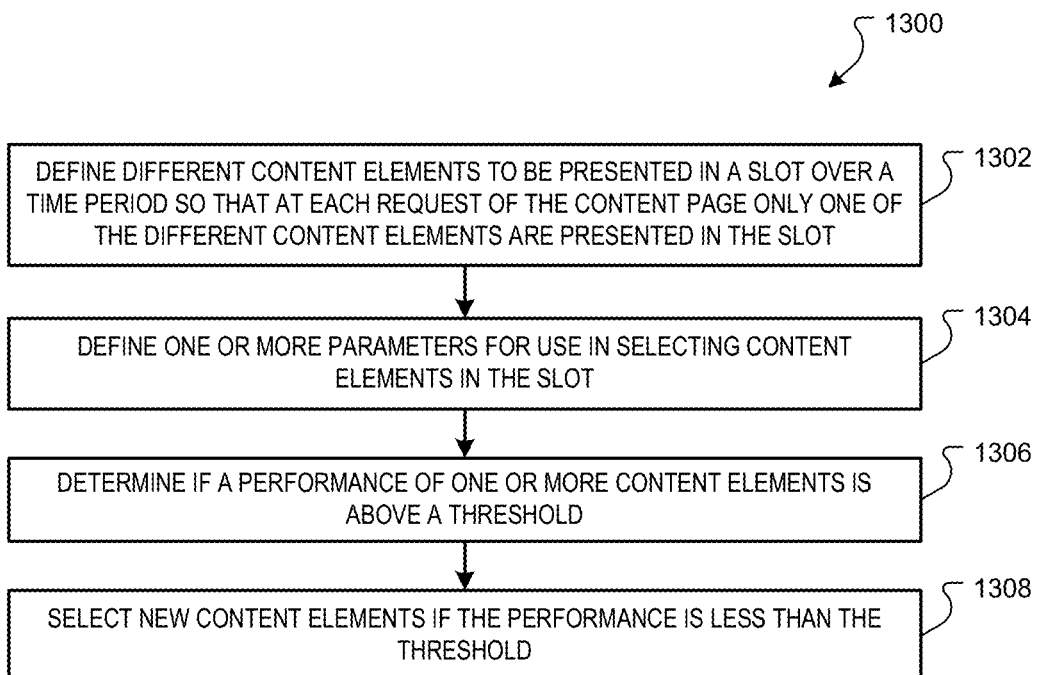 1300
DEFINE DIFFERENT CONTENT ELEMENTS TO BE PRESENTED IN A SLOT OVER A
TIME PERIOD SO THAT AT EACH REQUEST OF THE CONTENT PAGE ONLY ONE OF
THE DIFFERENT CONTENT ELEMENTS ARE PRESENTED IN THE SLOT
1302
DEFINE ONE OR MORE PARAMETERS FOR USE IN SELECTING CONTENT
ELEMENTS IN THE SLOT
1304
DETERMINE IF A PERFORMANCE OF ONE OR MORE CONTENT ELEMENTS IS
ABOVE A THRESHOLD
1306
SELECT NEW CONTENT ELEMENTS IF THE PERFORMANCE IS LESS THAN THE
THRESHOLD
1308